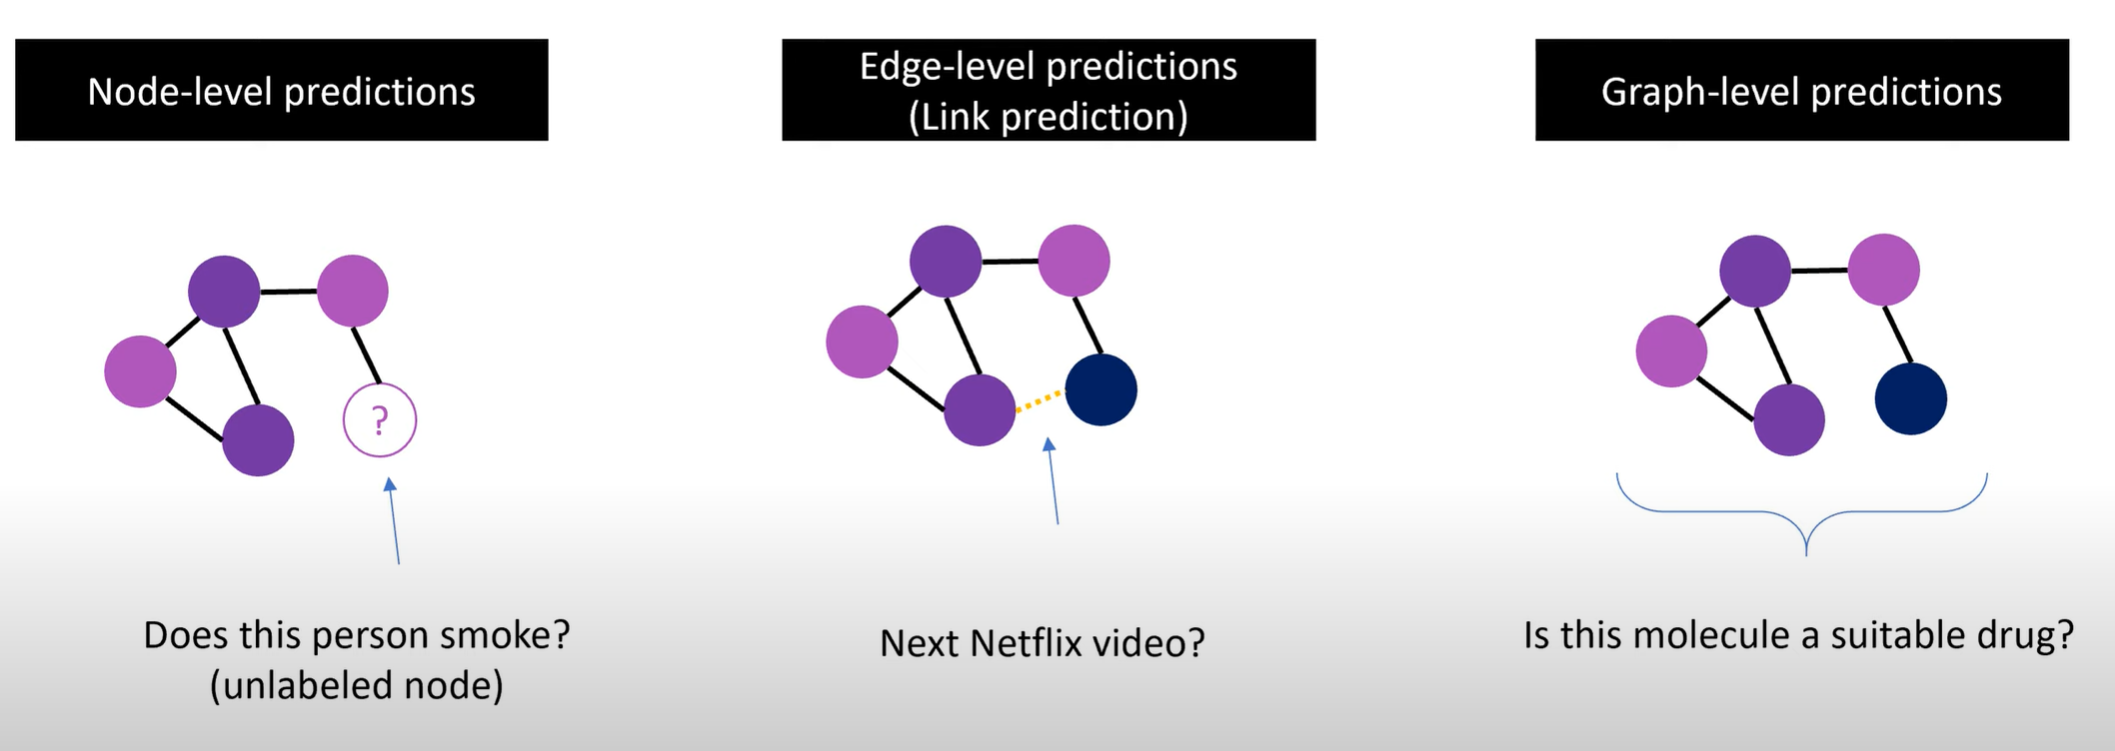 Node-level predictions
?
Does this person smoke?
(unlabeled node)
Edge-level predictions
(Link prediction)
Next Netflix video?
Graph-level predictions
Is this molecule a suitable drug?